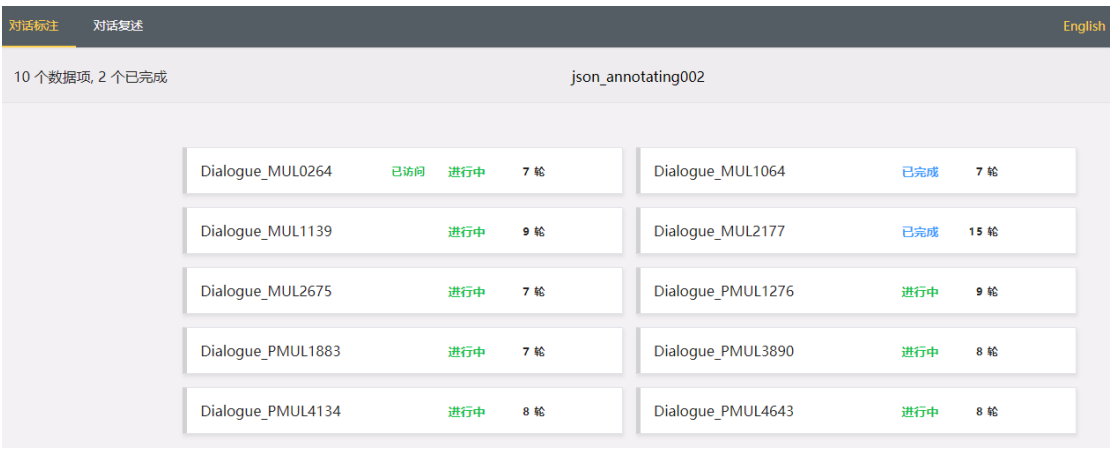 对话标注 对话复述 English
10 个数据项, 2 个已完成 json_annotating002
Dialogue_MUL0264 已访问 进行中 7 轮 Dialogue_MUL1064 已完成 7 轮
Dialogue_MUL1139 进行中 9 轮 Dialogue_MUL2177 已完成 15 轮
Dialogue_MUL2675 进行中 7 轮 Dialogue_PMUL1276 进行中 9 轮
Dialogue_PMUL1883 进行中 7 轮 Dialogue_PMUL3890 进行中 8 轮
Dialogue_PMUL4134 进行中 8 轮 Dialogue_PMUL4643 进行中 8 轮